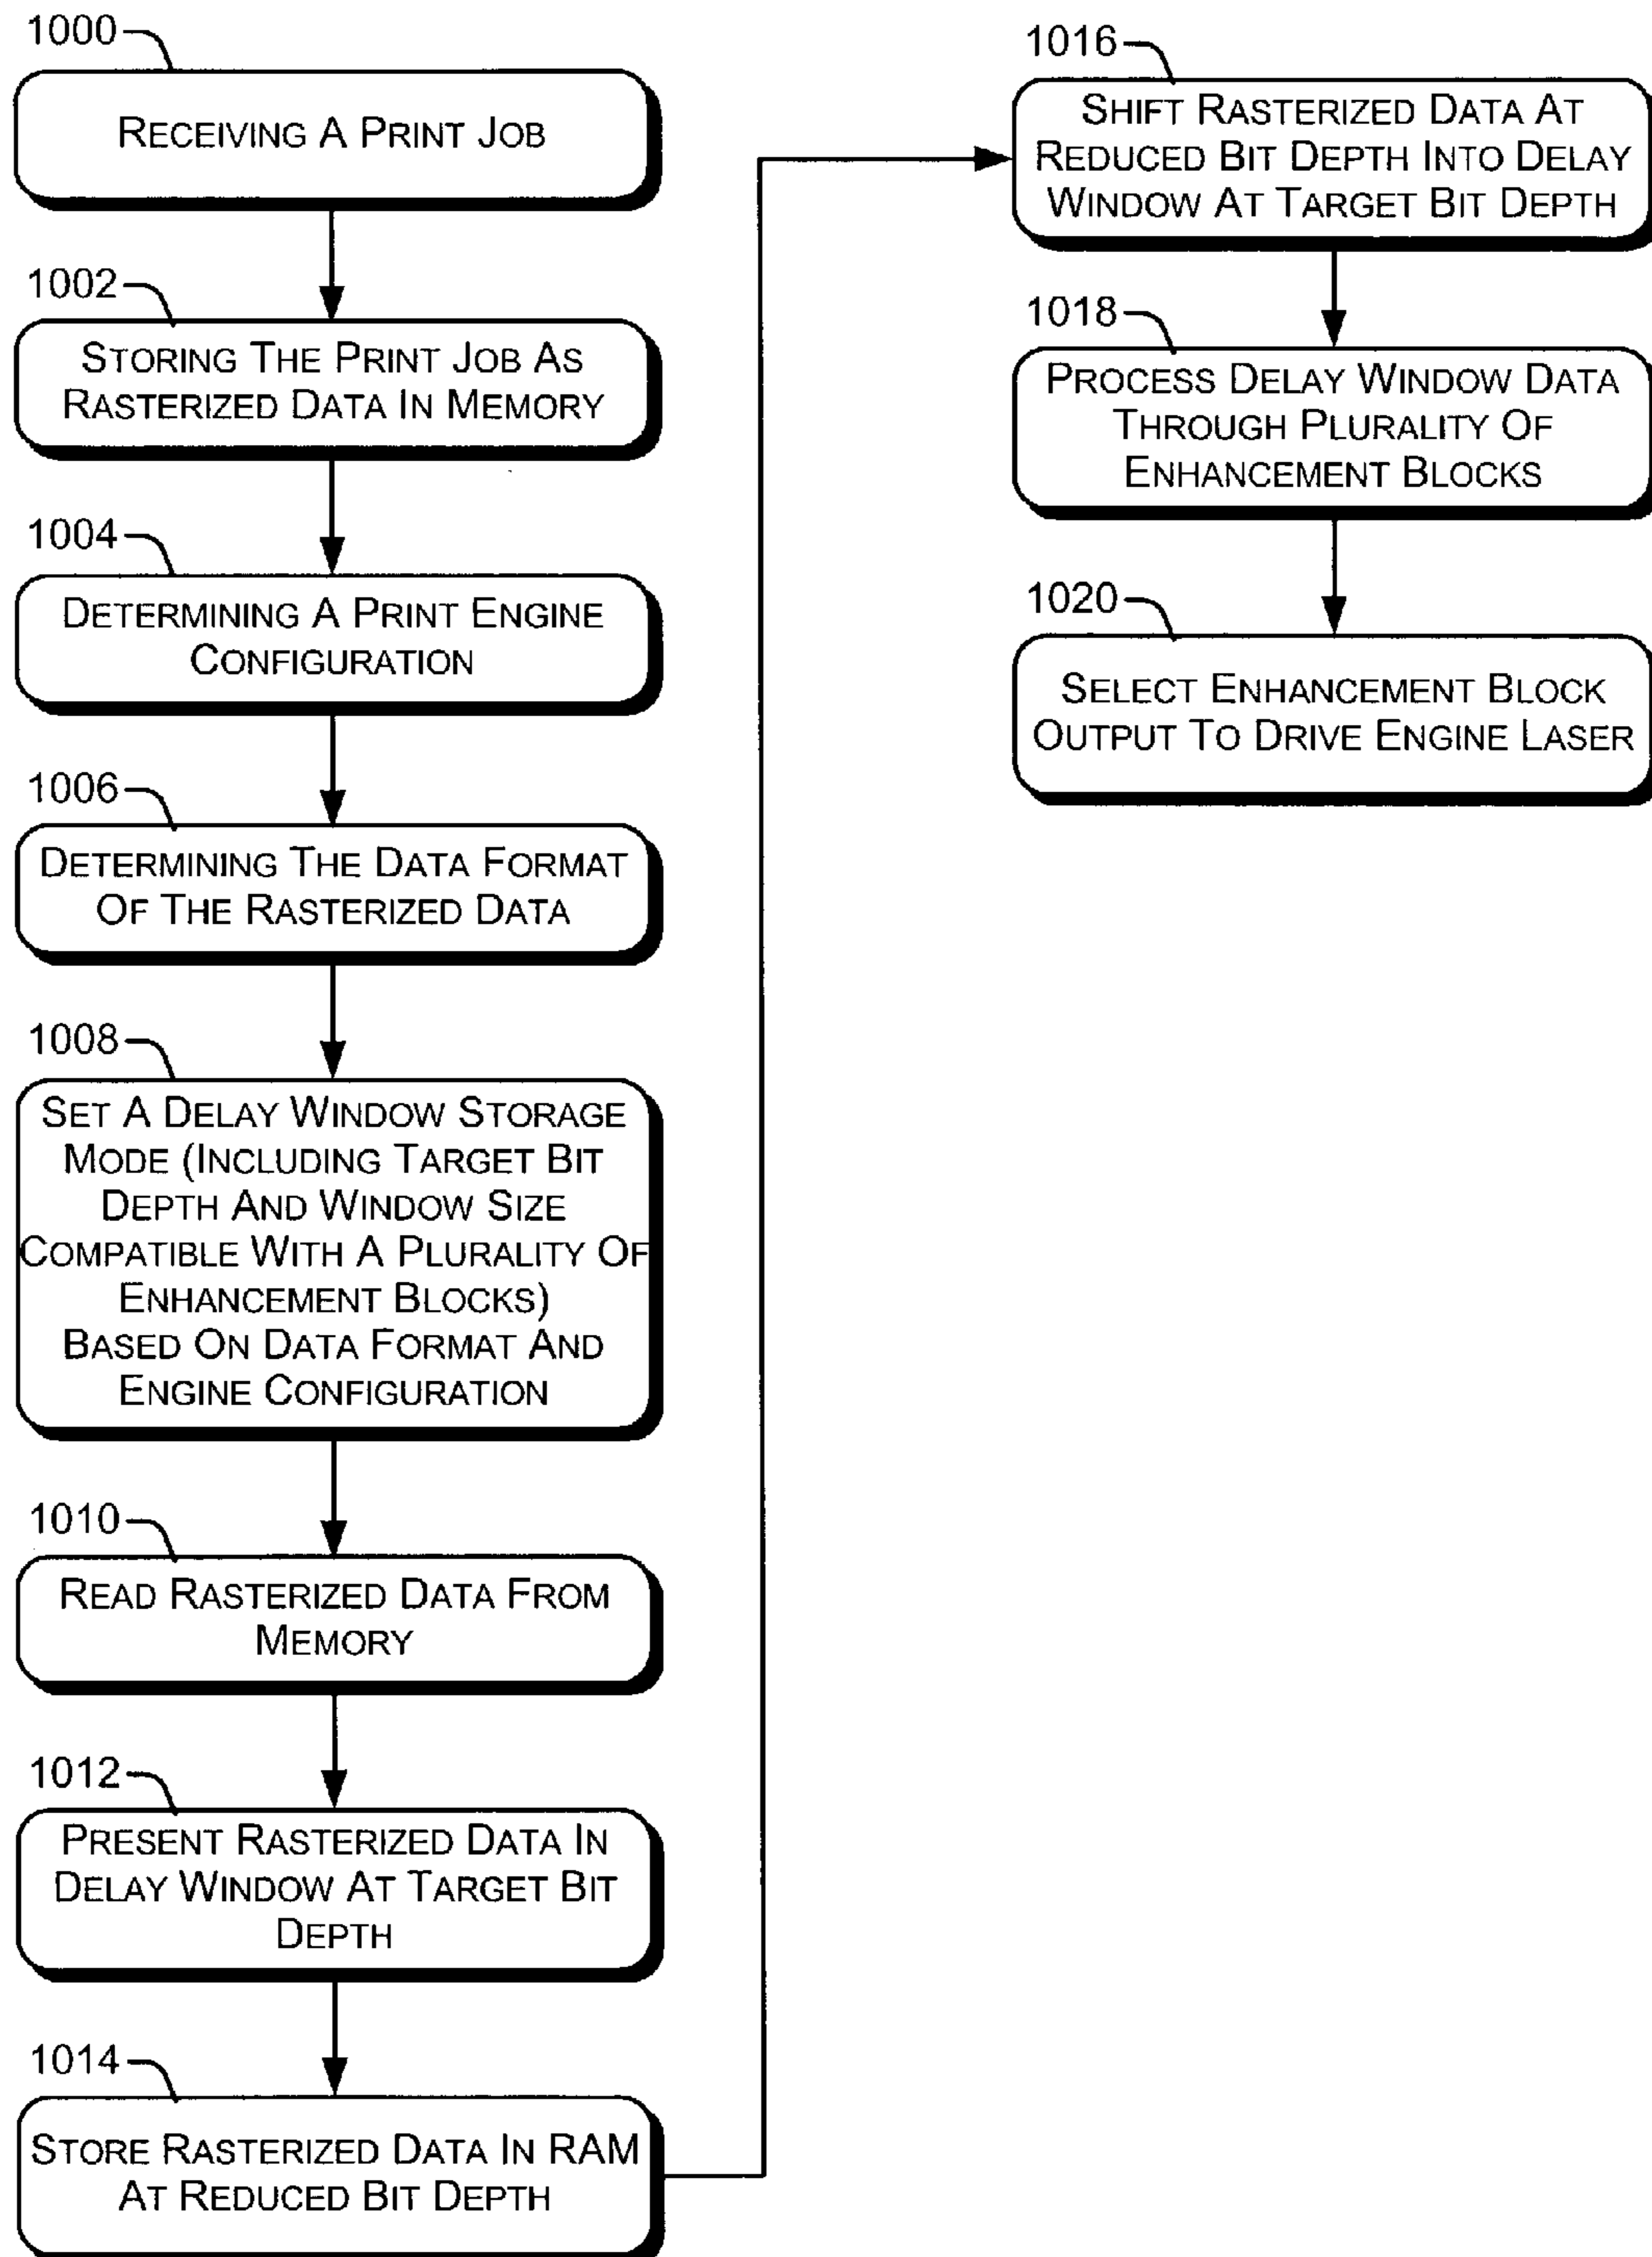 1000
RECEIVING A PRINT JOB
1002
STORING THE PRINT JOB AS
RASTERIZED DATA IN MEMORY
1004
DETERMINING A PRINT ENGINE
CONFIGURATION
1006
DETERMINING THE DATA FORMAT
OF THE RASTERIZED DATA
1008
SET A DELAY WINDOW STORAGE
MODE (INCLUDING TARGET BIT
DEPTH AND WINDOW SIZE
COMPATIBLE WITH A PLURALITY OF
ENHANCEMENT BLOCKS)
BASED ON DATA FORMAT AND
ENGINE CONFIGURATION
1010
READ RASTERIZED DATA FROM
MEMORY
1012
PRESENT RASTERIZED DATA IN
DELAY WINDOW AT TARGET BIT
DEPTH
1014
STORE RASTERIZED DATA IN RAM
AT REDUCED BIT DEPTH
1016
SHIFT RASTERIZED DATA AT
REDUCED BIT DEPTH INTO DELAY
WINDOW AT TARGET BIT DEPTH
1018
PROCESS DELAY WINDOW DATA
THROUGH PLURALITY OF
ENHANCEMENT BLOCKS
1020
SELECT ENHANCEMENT BLOCK
OUTPUT TO DRIVE ENGINE LASER